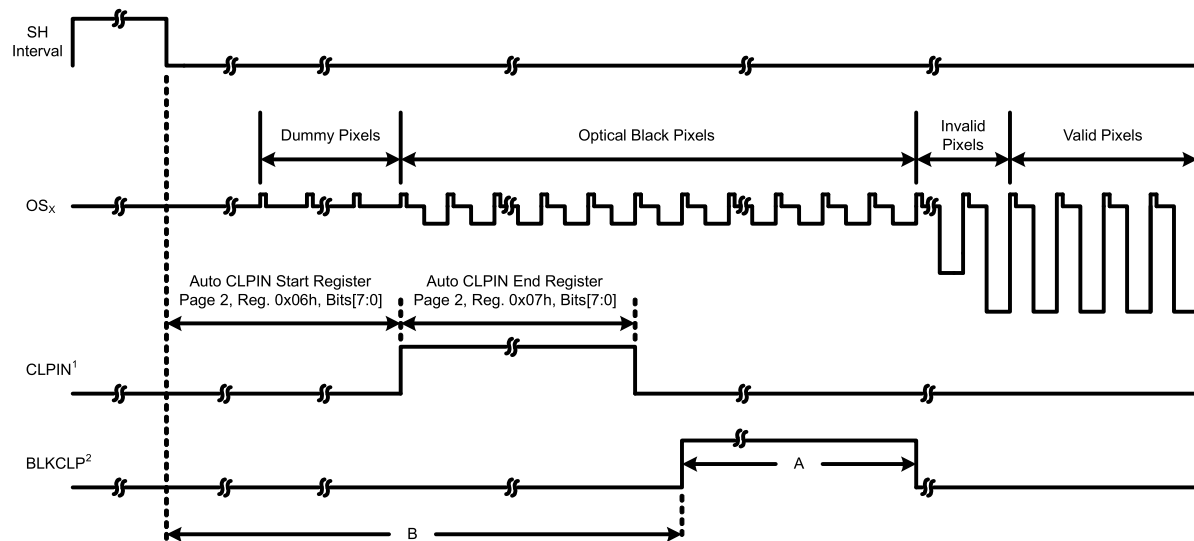 SH
Interval
Dummy Pixels
Optical Black Pixels
Invalid
Pixels
Valid Pixels
OSX
Auto CLPIN Start Register
Page 2, Reg. 0x06h, Bits[7:0]
Auto CLPIN End Register
Page 2, Reg. 0x07h, Bits[7:0]
CLPIN1
BLKCLP2
A
B